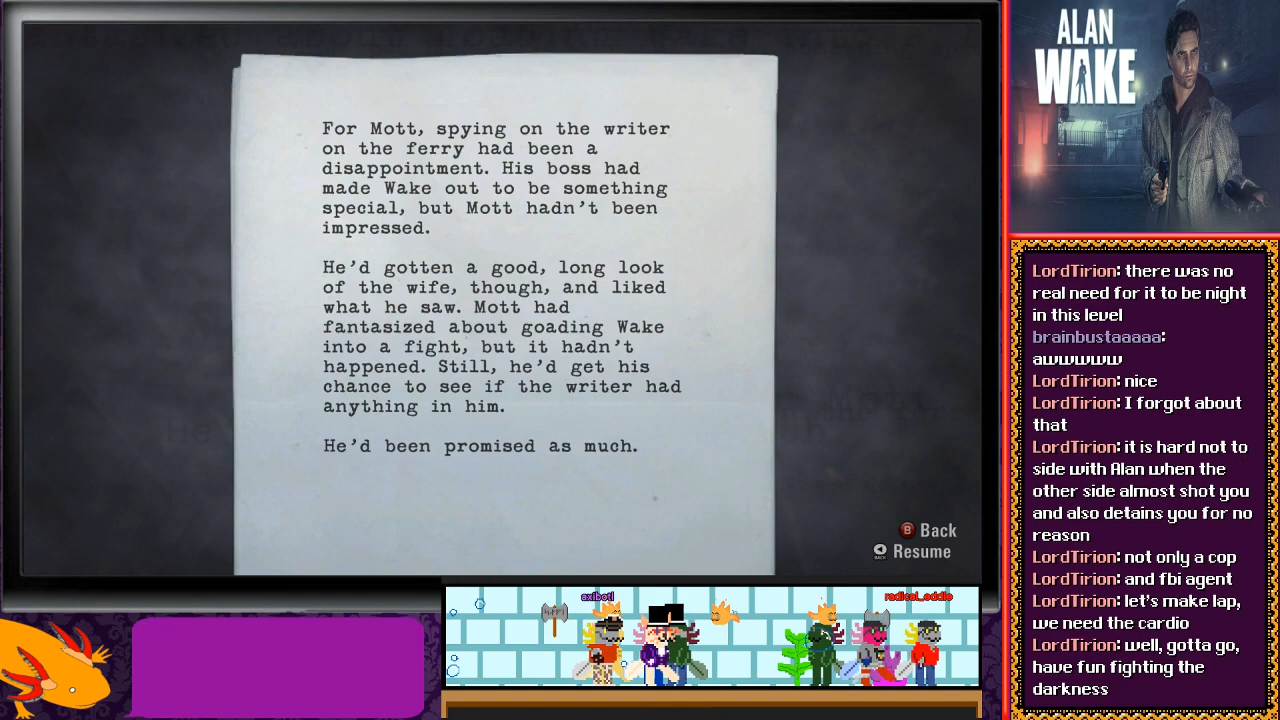 For Mott, spying on the writer
on the ferry had been a
disappointment. His boss had
made Wake out to be something
special, but Mott hadn't been
impressed.
He'd gotten a good, long look
of the wife, though, and liked
what he saw. Mott had
fantasized about goading Wake
into a fight, but it hadn't
happened. Still, he'd get his
chance to see if the writer had
anything in him.
He'd been promised as much.
B Back
BACK Resume
ALAN
WAKE
LordTirion: there was no
real need for it to be night
in this level
brainbustaaaaa:
awwwww
LordTirion: nice
LordTirion: I forgot about
that
LordTirion: it is hard not to
side with Alan when the
other side almost shot you
and also detains you for no
reason
LordTirion: not only a cop
LordTirion: and fbi agent
LordTirion: let's make lap,
we need the cardio
LordTirion: well, gotta go,
have fun fighting the
darkness
exibotl
radical_eddie